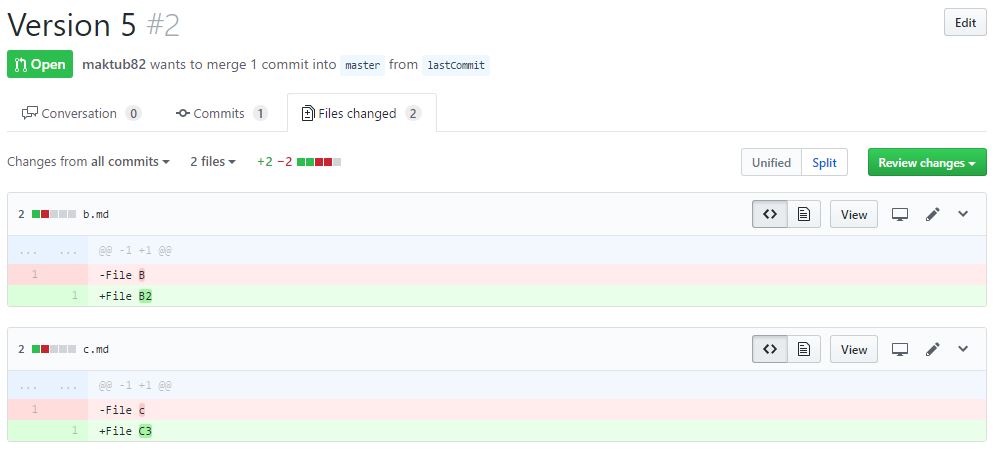 Version 5 #2
Edit
Open maktub82 wants to merge 1 commit into master from lastCommit
Conversation 0 Commits 1 Files changed 2
Changes from all commits 2 files +2 −2 Unified Split Review changes
2 b.md View
... ... @@ -1 +1 @@
1 -File B
1 +File B2
2 c.md View
... ... @@ -1 +1 @@
1 -File c
1 +File C3